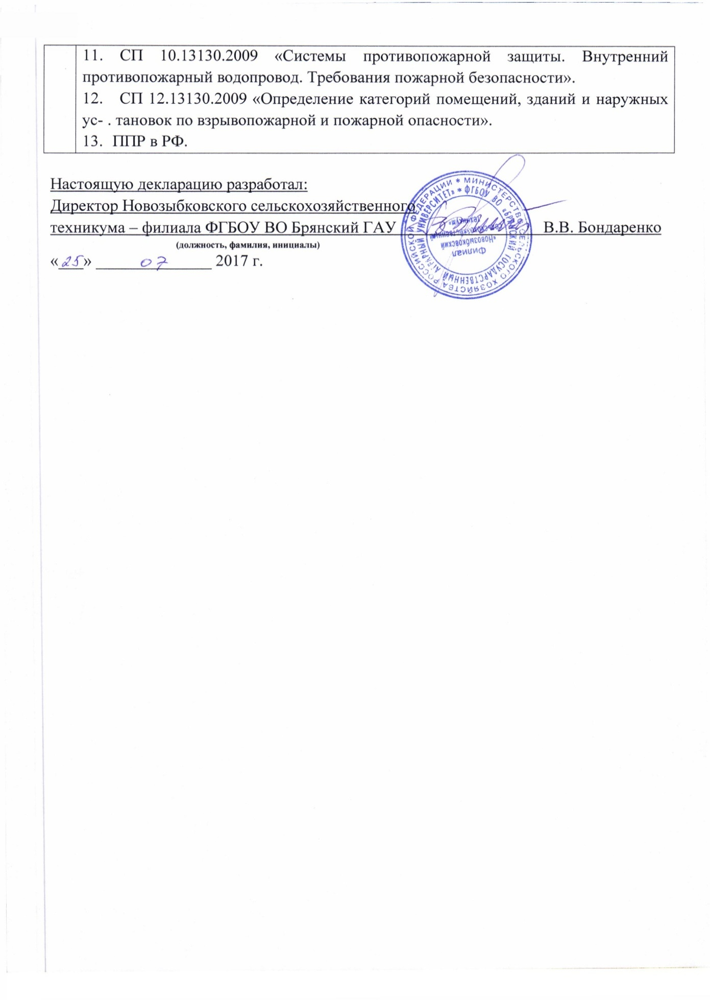 11. СП 10.13130.2009 «Системы противопожарной защиты. Внутренний
противопожарный водопровод. Требования пожарной безопасности».
12. СП 12.13130.2009 «Определение категорий помещений, зданий и наружных
ус- . тановок по взрывопожарной и пожарной опасности».
13. ППР в РФ.
Настоящую декларацию разработал:
Директор Новозыбковского сельскохозяйственного
техникума – филиала ФГБОУ ВО Брянский ГАУ В.В. Бондаренко
(должность, фамилия, инициалы)
«25» 07 2017 г.
* МИНИСТЕРСТВО СЕЛЬСКОГО ХОЗЯЙСТВА РОССИЙСКОЙ ФЕДЕРАЦИИ
* ФГБОУ ВО «БРЯНСКИЙ ГОСУДАРСТВЕННЫЙ АГРАРНЫЙ УНИВЕРСИТЕТ»
Филиал
«Новозыбковский
сельскохозяйственный
техникум»